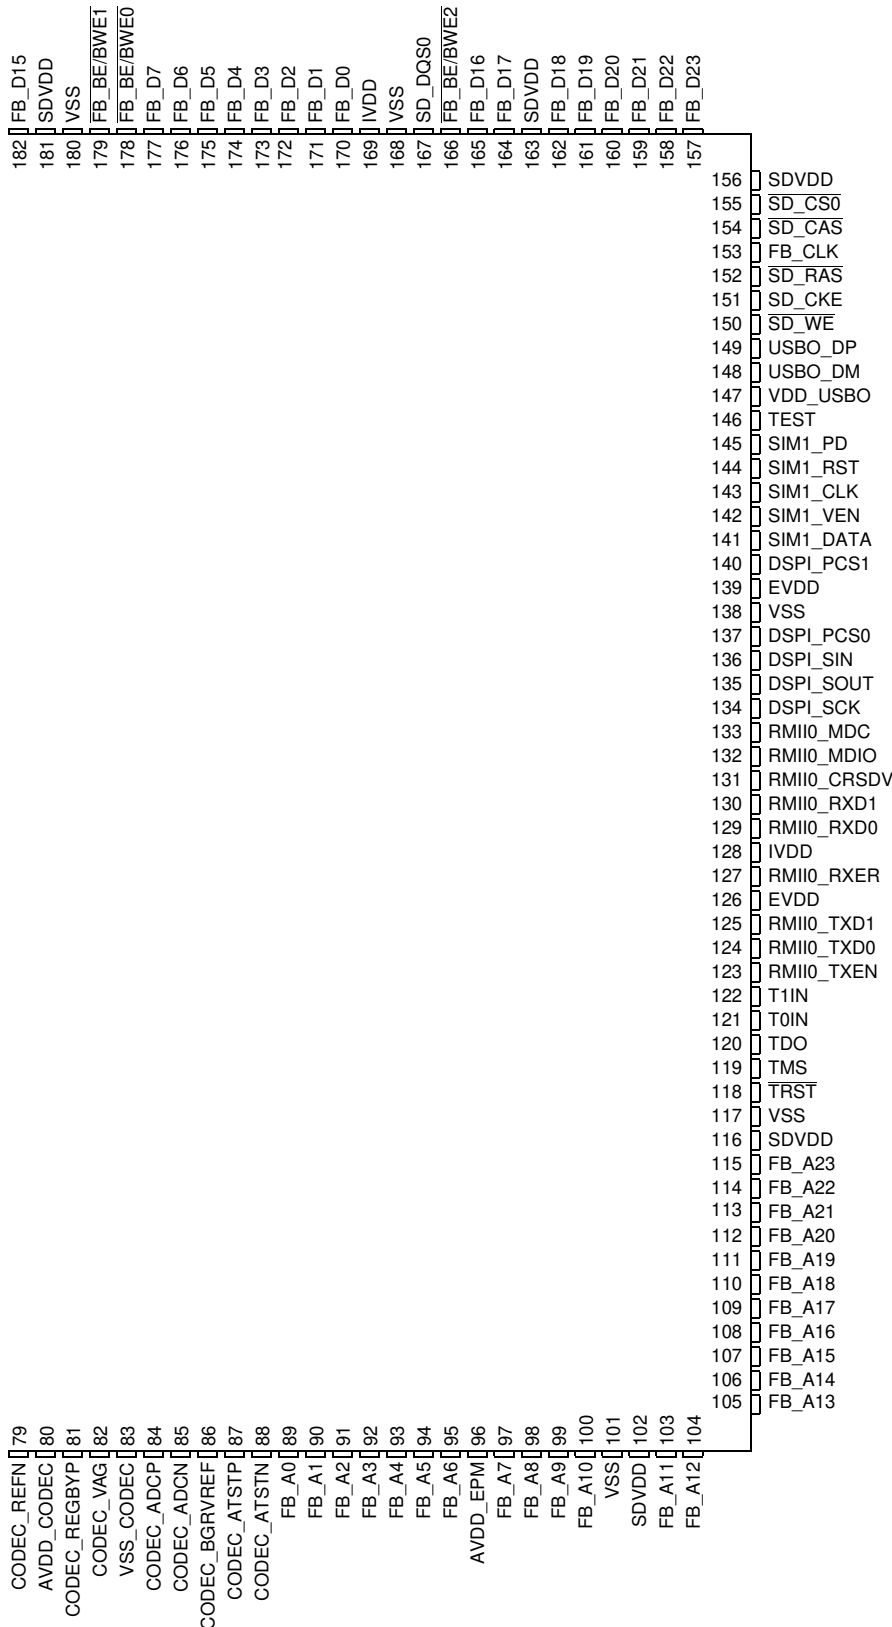 182 FB_D15
181 SDVDD
180 VSS
179 FB_BE/BWE1
178 FB_BE/BWE0
177 FB_D7
176 FB_D6
175 FB_D5
174 FB_D4
173 FB_D3
172 FB_D2
171 FB_D1
170 FB_D0
169 IVDD
168 VSS
167 SD_DQS0
166 FB_BE/BWE2
165 FB_D16
164 FB_D17
163 SDVDD
162 FB_D18
161 FB_D19
160 FB_D20
159 FB_D21
158 FB_D22
157 FB_D23
156 SDVDD
155 SD_CS0
154 SD_CAS
153 FB_CLK
152 SD_RAS
151 SD_CKE
150 SD_WE
149 USBO_DP
148 USBO_DM
147 VDD_USBO
146 TEST
145 SIM1_PD
144 SIM1_RST
143 SIM1_CLK
142 SIM1_VEN
141 SIM1_DATA
140 DSPI_PCS1
139 EVDD
138 VSS
137 DSPI_PCS0
136 DSPI_SIN
135 DSPI_SOUT
134 DSPI_SCK
133 RMII0_MDC
132 RMII0_MDIO
131 RMII0_CRSDV
130 RMII0_RXD1
129 RMII0_RXD0
128 IVDD
127 RMII0_RXER
126 EVDD
125 RMII0_TXD1
124 RMII0_TXD0
123 RMII0_TXEN
122 T1IN
121 T0IN
120 TDO
119 TMS
118 TRST
117 VSS
116 SDVDD
115 FB_A23
114 FB_A22
113 FB_A21
112 FB_A20
111 FB_A19
110 FB_A18
109 FB_A17
108 FB_A16
107 FB_A15
106 FB_A14
105 FB_A13
CODEC_REFN 79
AVDD_CODEC 80
CODEC_REGBYP 81
CODEC_VAG 82
VSS_CODEC 83
CODEC_ADCP 84
CODEC_ADCN 85
CODEC_BGRVREF 86
CODEC_ATSTP 87
CODEC_ATSTN 88
FB_A0 89
FB_A1 90
FB_A2 91
FB_A3 92
FB_A4 93
FB_A5 94
FB_A6 95
AVDD_EPM 96
FB_A7 97
FB_A8 98
FB_A9 99
FB_A10 100
VSS 101
SDVDD 102
FB_A11 103
FB_A12 104